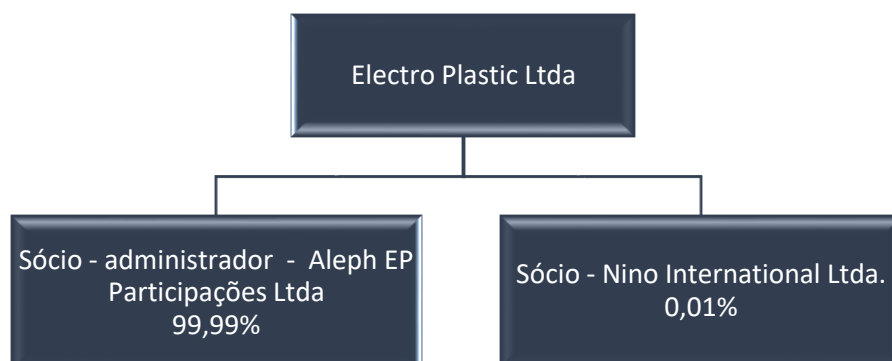 Electro Plastic Ltda
Sócio - administrador - Aleph EP
Participações Ltda
99,99%
Sócio - Nino International Ltda.
0,01%